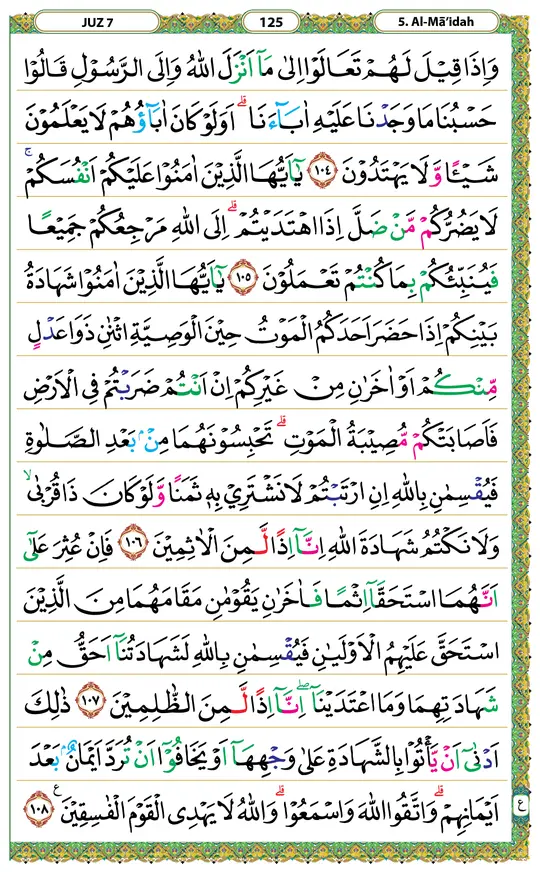 JUZ 7
125
5. Al-Mā'idah
وَاِذَا قِيْلَ لَهُمْ تَعَالَوْا اِلٰى مَآ اَنْزَلَ اللّٰهُ وَاِلَى الرَّسُوْلِ قَالُوْا
حَسْبُنَا مَا وَجَدْنَا عَلَيْهِ اٰبَآءَنَا ۗ اَوَلَوْ كَانَ اٰبَآؤُهُمْ لَا يَعْلَمُوْنَ
شَيْـًٔا وَّلَا يَهْتَدُوْنَ ۝١٠٤ يٰٓاَيُّهَا الَّذِيْنَ اٰمَنُوْا عَلَيْكُمْ اَنْفُسَكُمْ ۚ
لَا يَضُرُّكُمْ مَّنْ ضَلَّ اِذَا اهْتَدَيْتُمْ ۗ اِلَى اللّٰهِ مَرْجِعُكُمْ جَمِيْعًا
فَيُنَبِّئُكُمْ بِمَا كُنْتُمْ تَعْمَلُوْنَ ۝١٠٥ يٰٓاَيُّهَا الَّذِيْنَ اٰمَنُوْا شَهَادَةُ
بَيْنِكُمْ اِذَا حَضَرَ اَحَدَكُمُ الْمَوْتُ حِيْنَ الْوَصِيَّةِ اثْنٰنِ ذَوَا عَدْلٍ
مِّنْكُمْ اَوْ اٰخَرٰنِ مِنْ غَيْرِكُمْ اِنْ اَنْتُمْ ضَرَبْتُمْ فِى الْاَرْضِ
فَاَصَابَتْكُمْ مُّصِيْبَةُ الْمَوْتِ ۗ تَحْبِسُوْنَهُمَا مِنْۢ بَعْدِ الصَّلٰوةِ
فَيُقْسِمٰنِ بِاللّٰهِ اِنِ ارْتَبْتُمْ لَا نَشْتَرِيْ بِهٖ ثَمَنًا وَّلَوْ كَانَ ذَا قُرْبٰى ۙ
وَلَا نَكْتُمُ شَهَادَةَ اللّٰهِ اِنَّآ اِذًا لَّمِنَ الْاٰثِمِيْنَ ۝١٠٦ فَاِنْ عُثِرَ عَلٰٓى
اَنَّهُمَا اسْتَحَقَّآ اِثْمًا فَاٰخَرٰنِ يَقُوْمٰنِ مَقَامَهُمَا مِنَ الَّذِيْنَ
اسْتَحَقَّ عَلَيْهِمُ الْاَوْلَيٰنِ فَيُقْسِمٰنِ بِاللّٰهِ لَشَهَادَتُنَآ اَحَقُّ مِنْ
شَهَادَتِهِمَا وَمَا اعْتَدَيْنَآ ۖ اِنَّآ اِذًا لَّمِنَ الظّٰلِمِيْنَ ۝١٠٧ ذٰلِكَ
اَدْنٰٓى اَنْ يَّأْتُوْا بِالشَّهَادَةِ عَلٰى وَجْهِهَآ اَوْ يَخَافُوْٓا اَنْ تُرَدَّ اَيْمَانٌۢ بَعْدَ
اَيْمَانِهِمْ ۗ وَاتَّقُوا اللّٰهَ وَاسْمَعُوْا ۗ وَاللّٰهُ لَا يَهْدِى الْقَوْمَ الْفٰسِقِيْنَ ࣖ ۝١٠٨
ع